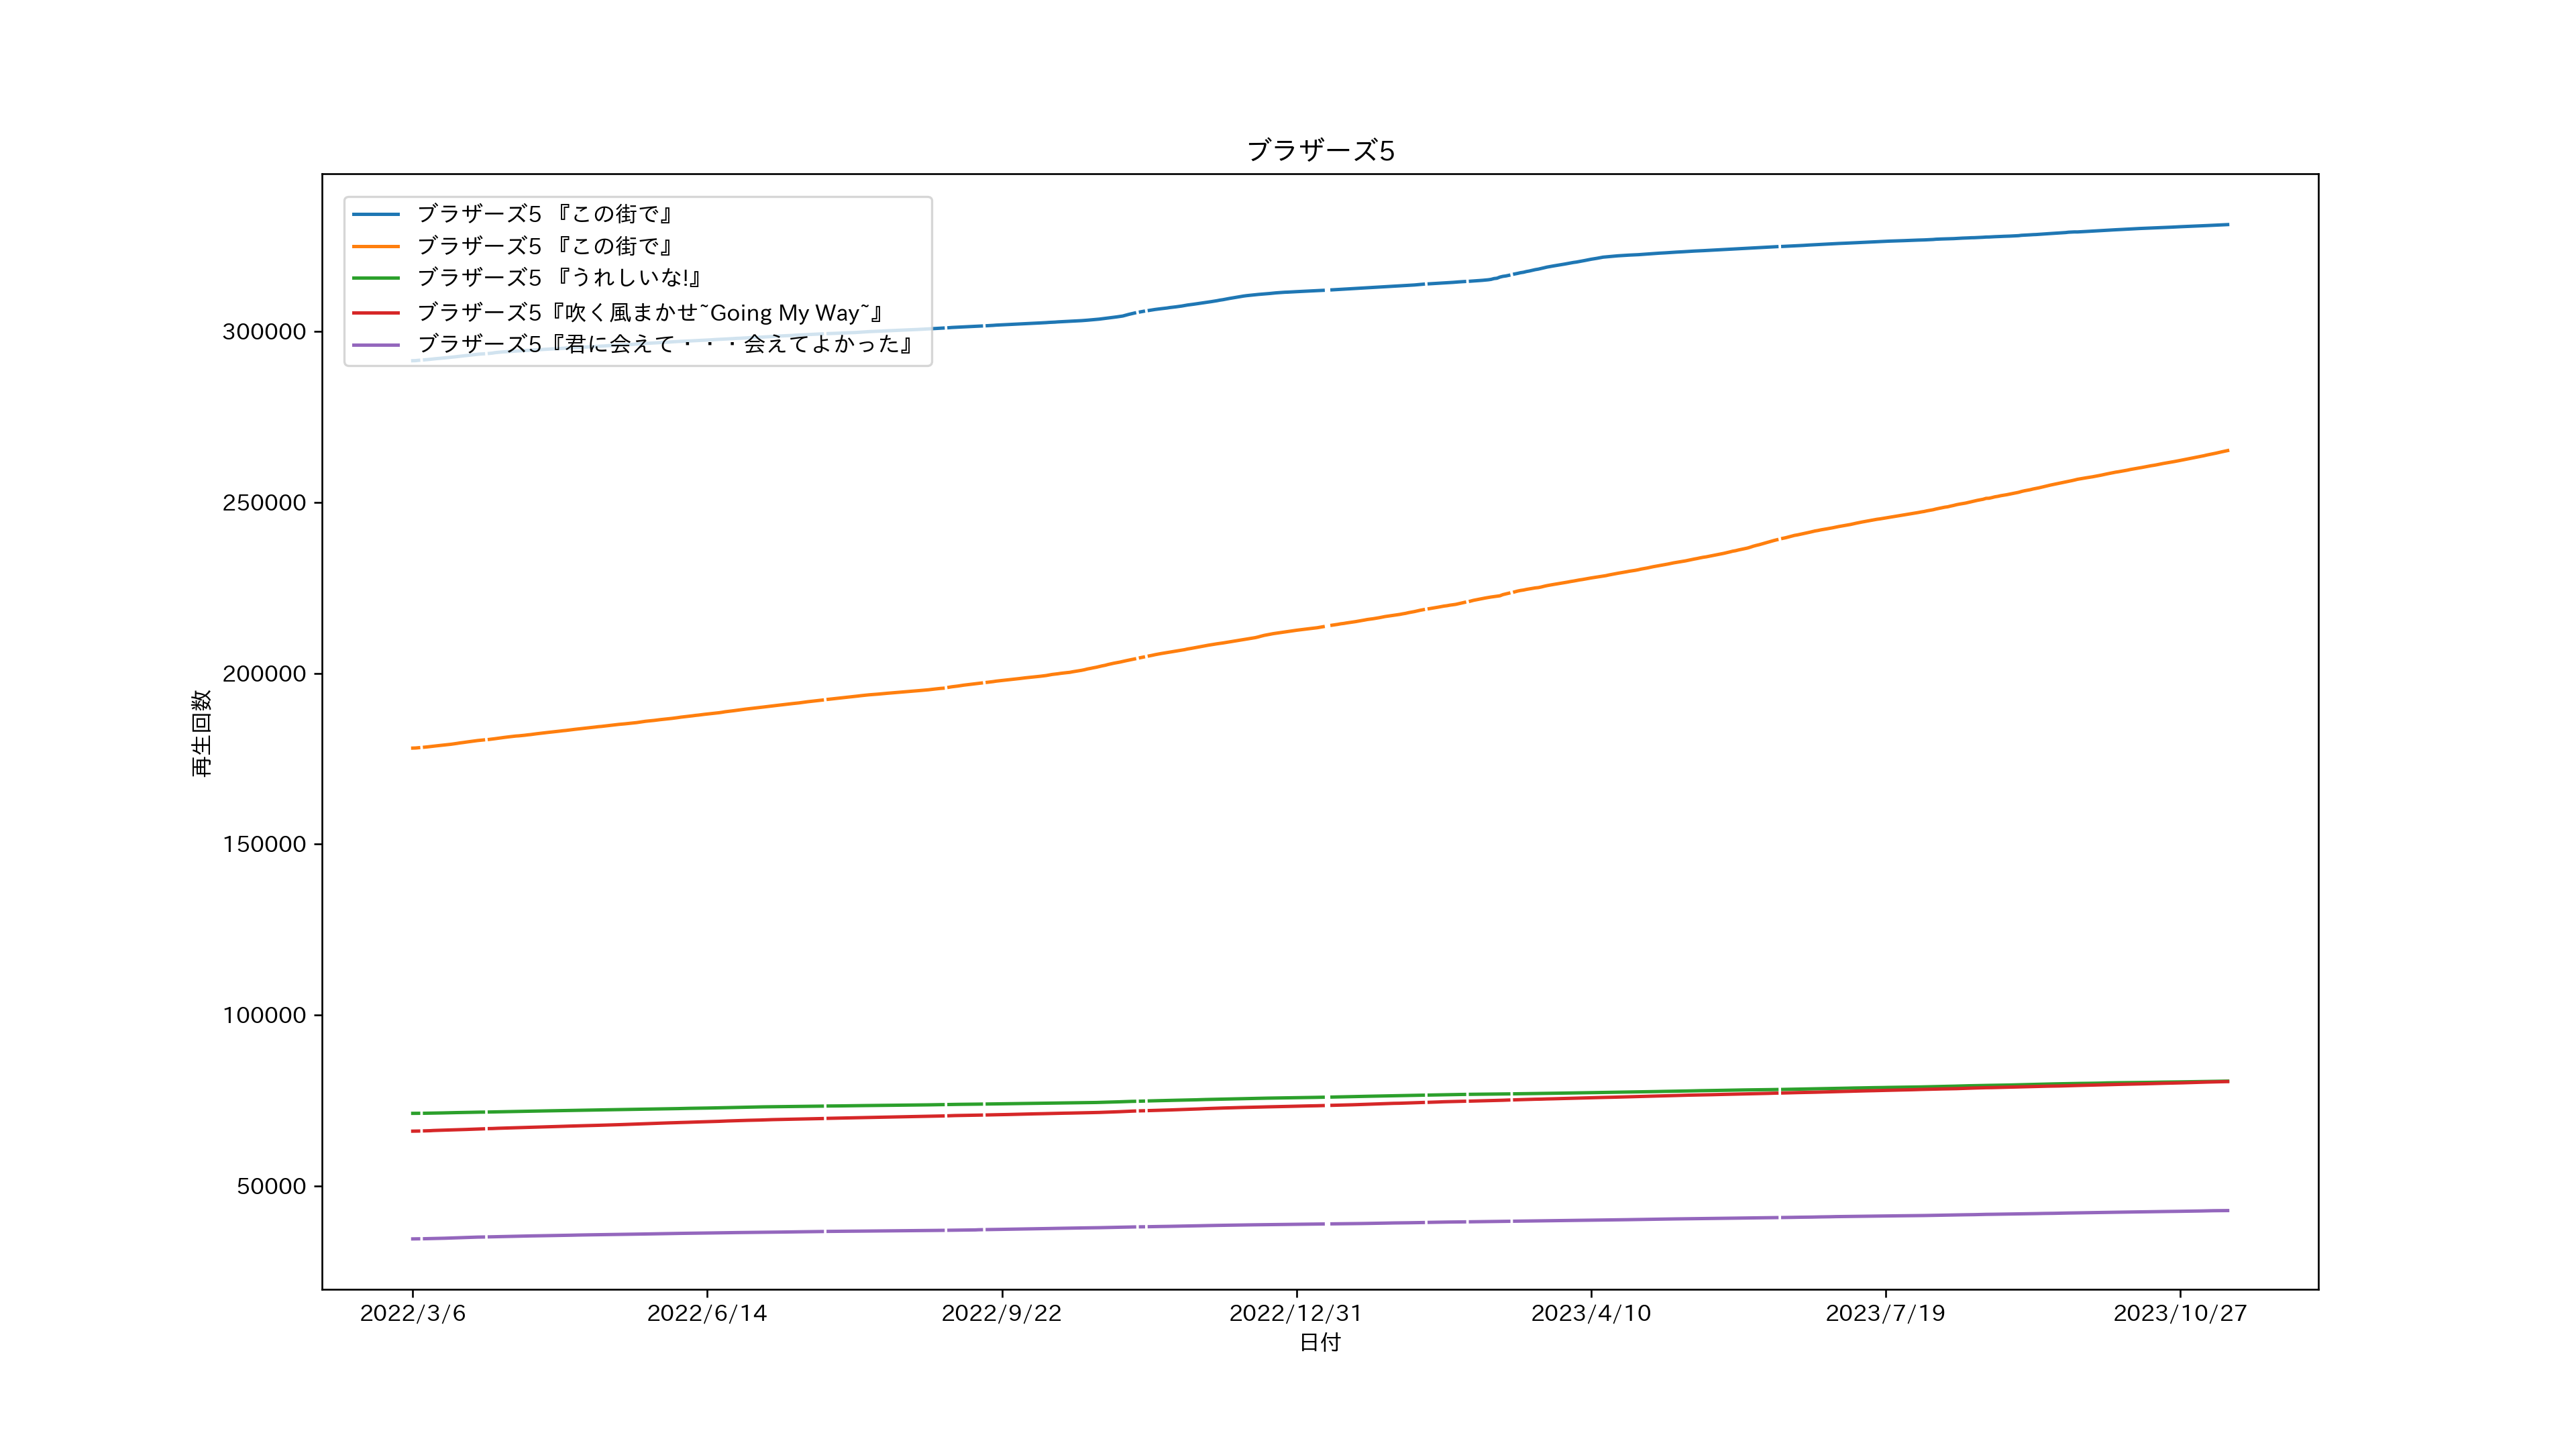 ブラザーズ5
ブラザーズ5 『この街で』
ブラザーズ5 『この街で』
ブラザーズ5 『うれしいな!』
ブラザーズ5『吹く風まかせ~Going My Way~』
ブラザーズ5『君に会えて・・・会えてよかった』
300000
250000
200000
150000
100000
50000
再生回数
2022/3/6
2022/6/14
2022/9/22
2022/12/31
2023/4/10
2023/7/19
2023/10/27
日付